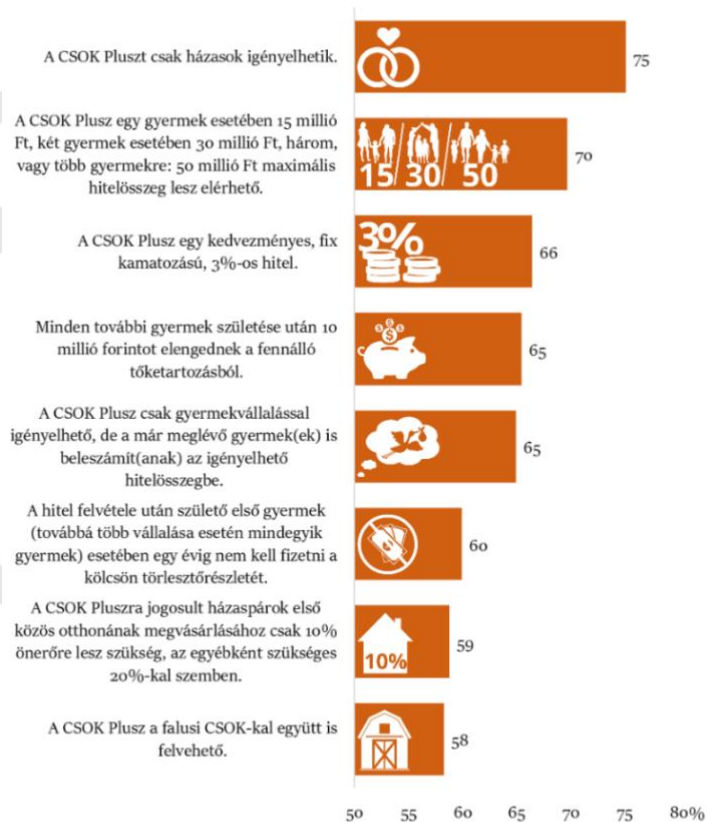 A CSOK Pluszt csak házasok igényelhetik.
75
A CSOK Plusz egy gyermek esetében 15 millió
Ft, két gyermek esetében 30 millió Ft, három,
vagy több gyermekre: 50 millió Ft maximális
hitelösszeg lesz elérhető.
15/30/50
70
A CSOK Plusz egy kedvezményes, fix
kamatozású, 3%-os hitel.
3%
66
Minden további gyermek születése után 10
millió forintot elengednek a fennálló
tőketartozásból.
$ $ $
65
A CSOK Plusz csak gyermekvállalással
igényelhető, de a már meglévő gyermek(ek) is
beleszámít(anak) az igényelhető
hitelösszegbe.
65
A hitel felvétele után születő első gyermek
(továbbá több vállalása esetén mindegyik
gyermek) esetében egy évig nem kell fizetni a
kölcsön törlesztőrészletét.
60
A CSOK Pluszra jogosult házaspárok első
közös otthonának megvásárlásához csak 10%
önerőre lesz szükség, az egyébként szükséges
20%-kal szemben.
10%
59
A CSOK Plusz a falusi CSOK-kal együtt is
felvehető.
58
50 55 60 65 70 75 80%